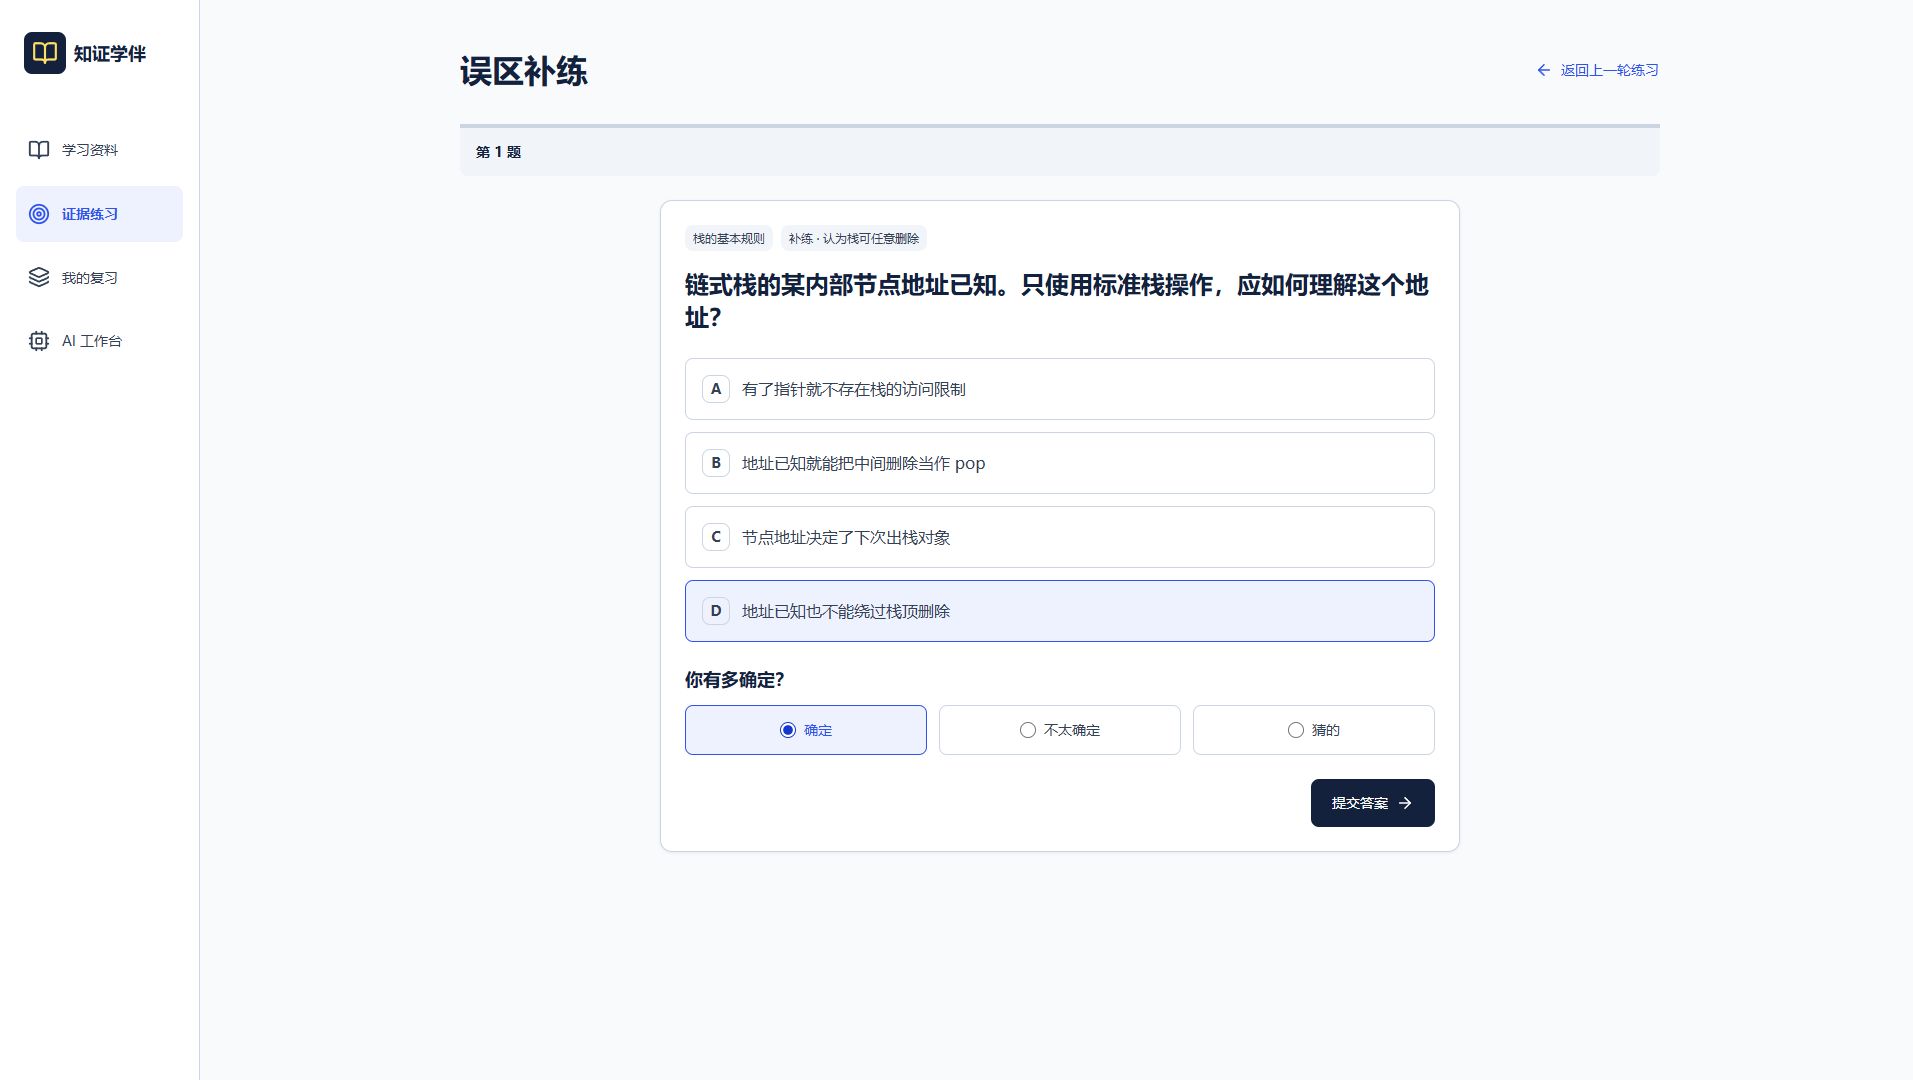 知证学伴
学习资料
证据练习
我的复习
AI 工作台
误区补练
返回上一轮练习
第 1 题
栈的基本规则
补练 · 认为栈可任意删除
链式栈的某内部节点地址已知。只使用标准栈操作，应如何理解这个地
址？
A 有了指针就不存在栈的访问限制
B 地址已知就能把中间删除当作 pop
C 节点地址决定了下次出栈对象
D 地址已知也不能绕过栈顶删除
你有多确定？
确定
不太确定
猜的
提交答案